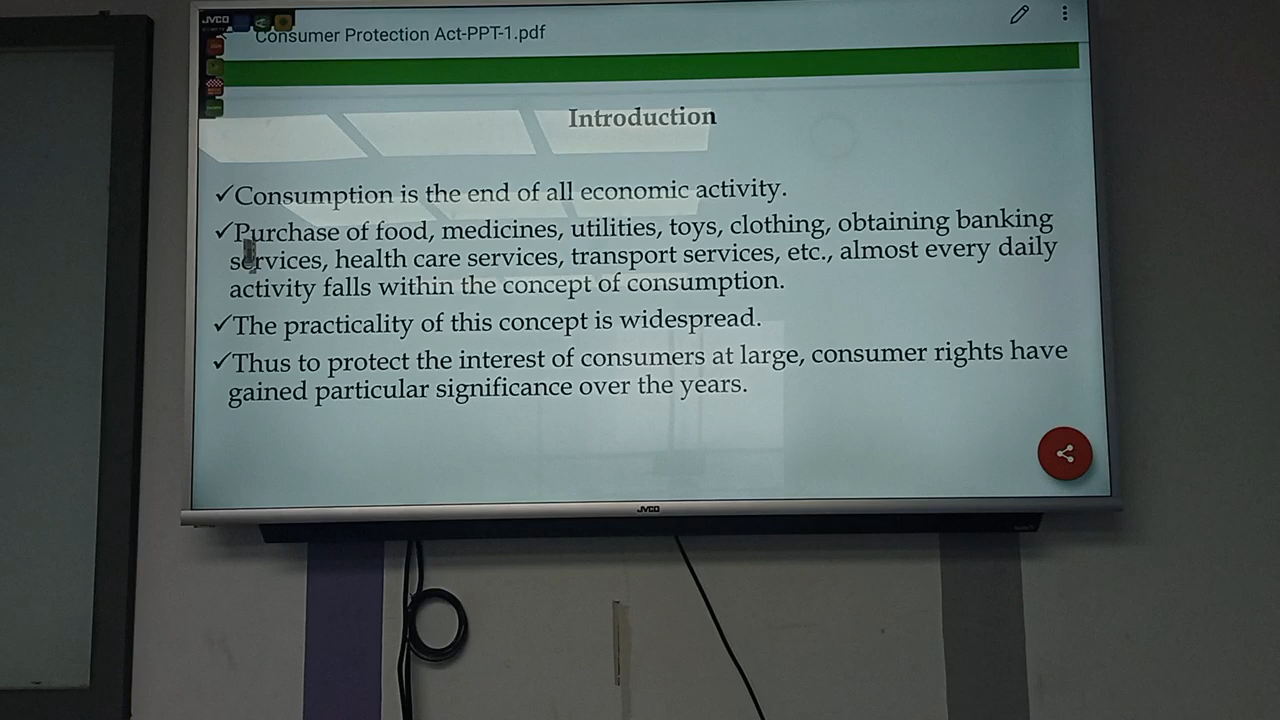 JVCO
Consumer Protection Act-PPT-1.pdf
Introduction
✓Consumption is the end of all economic activity.
✓Purchase of food, medicines, utilities, toys, clothing, obtaining banking
services, health care services, transport services, etc., almost every daily
activity falls within the concept of consumption.
✓The practicality of this concept is widespread.
✓Thus to protect the interest of consumers at large, consumer rights have
gained particular significance over the years.
JVCO